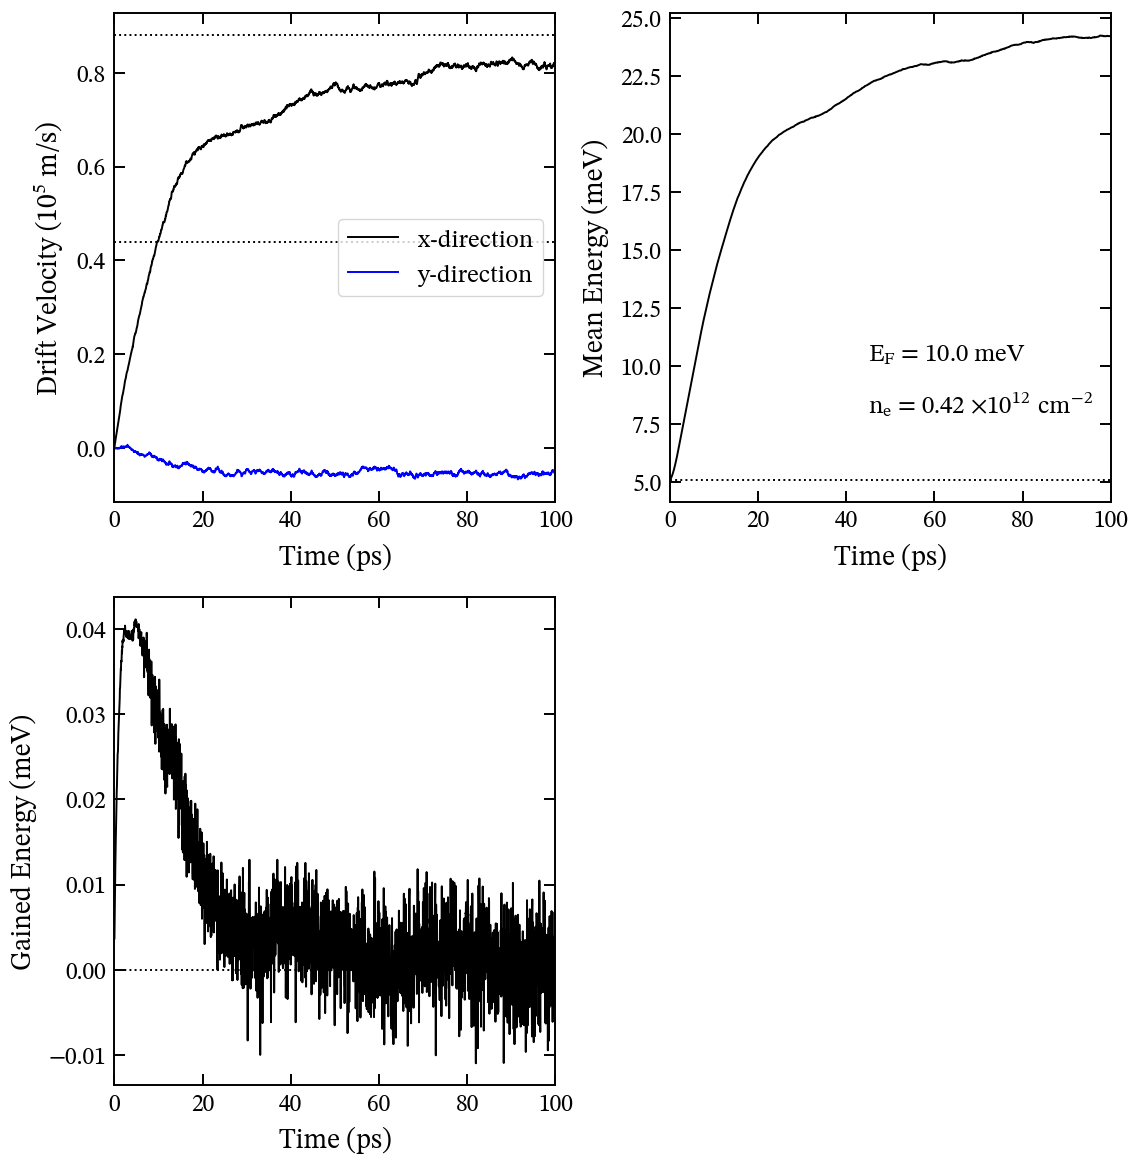 Drift Velocity (10⁵ m/s)
0.8
0.6
0.4
0.2
0.0
x-direction
y-direction
0 20 40 60 80 100
Time (ps)
Mean Energy (meV)
25.0
22.5
20.0
17.5
15.0
12.5
10.0
7.5
5.0
E_F = 10.0 meV
n_e = 0.42 ×10¹² cm⁻²
0 20 40 60 80 100
Time (ps)
Gained Energy (meV)
0.04
0.03
0.02
0.01
0.00
−0.01
0 20 40 60 80 100
Time (ps)